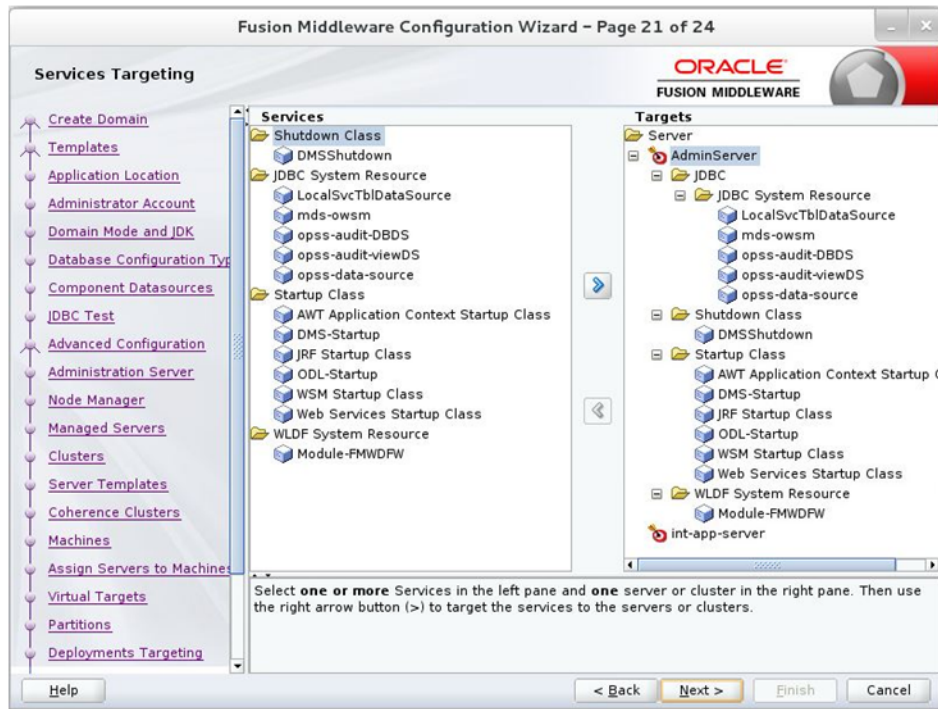 Fusion Middleware Configuration Wizard – Page 21 of 24
Services Targeting
ORACLE
FUSION MIDDLEWARE
Create Domain
Templates
Application Location
Administrator Account
Domain Mode and JDK
Database Configuration Typ
Component Datasources
JDBC Test
Advanced Configuration
Administration Server
Node Manager
Managed Servers
Clusters
Server Templates
Coherence Clusters
Machines
Assign Servers to Machines
Virtual Targets
Partitions
Deployments Targeting
Services
Shutdown Class
DMSShutdown
JDBC System Resource
LocalSvcTblDataSource
mds-owsm
opss-audit-DBDS
opss-audit-viewDS
opss-data-source
Startup Class
AWT Application Context Startup Class
DMS-Startup
JRF Startup Class
ODL-Startup
WSM Startup Class
Web Services Startup Class
WLDF System Resource
Module-FMWDFW
Targets
Server
AdminServer
JDBC
JDBC System Resource
LocalSvcTblDataSource
mds-owsm
opss-audit-DBDS
opss-audit-viewDS
opss-data-source
Shutdown Class
DMSShutdown
Startup Class
AWT Application Context Startup C
DMS-Startup
JRF Startup Class
ODL-Startup
WSM Startup Class
Web Services Startup Class
WLDF System Resource
Module-FMWDFW
int-app-server
Select one or more Services in the left pane and one server or cluster in the right pane. Then use
the right arrow button (>) to target the services to the servers or clusters.
Help
< Back
Next >
Finish
Cancel